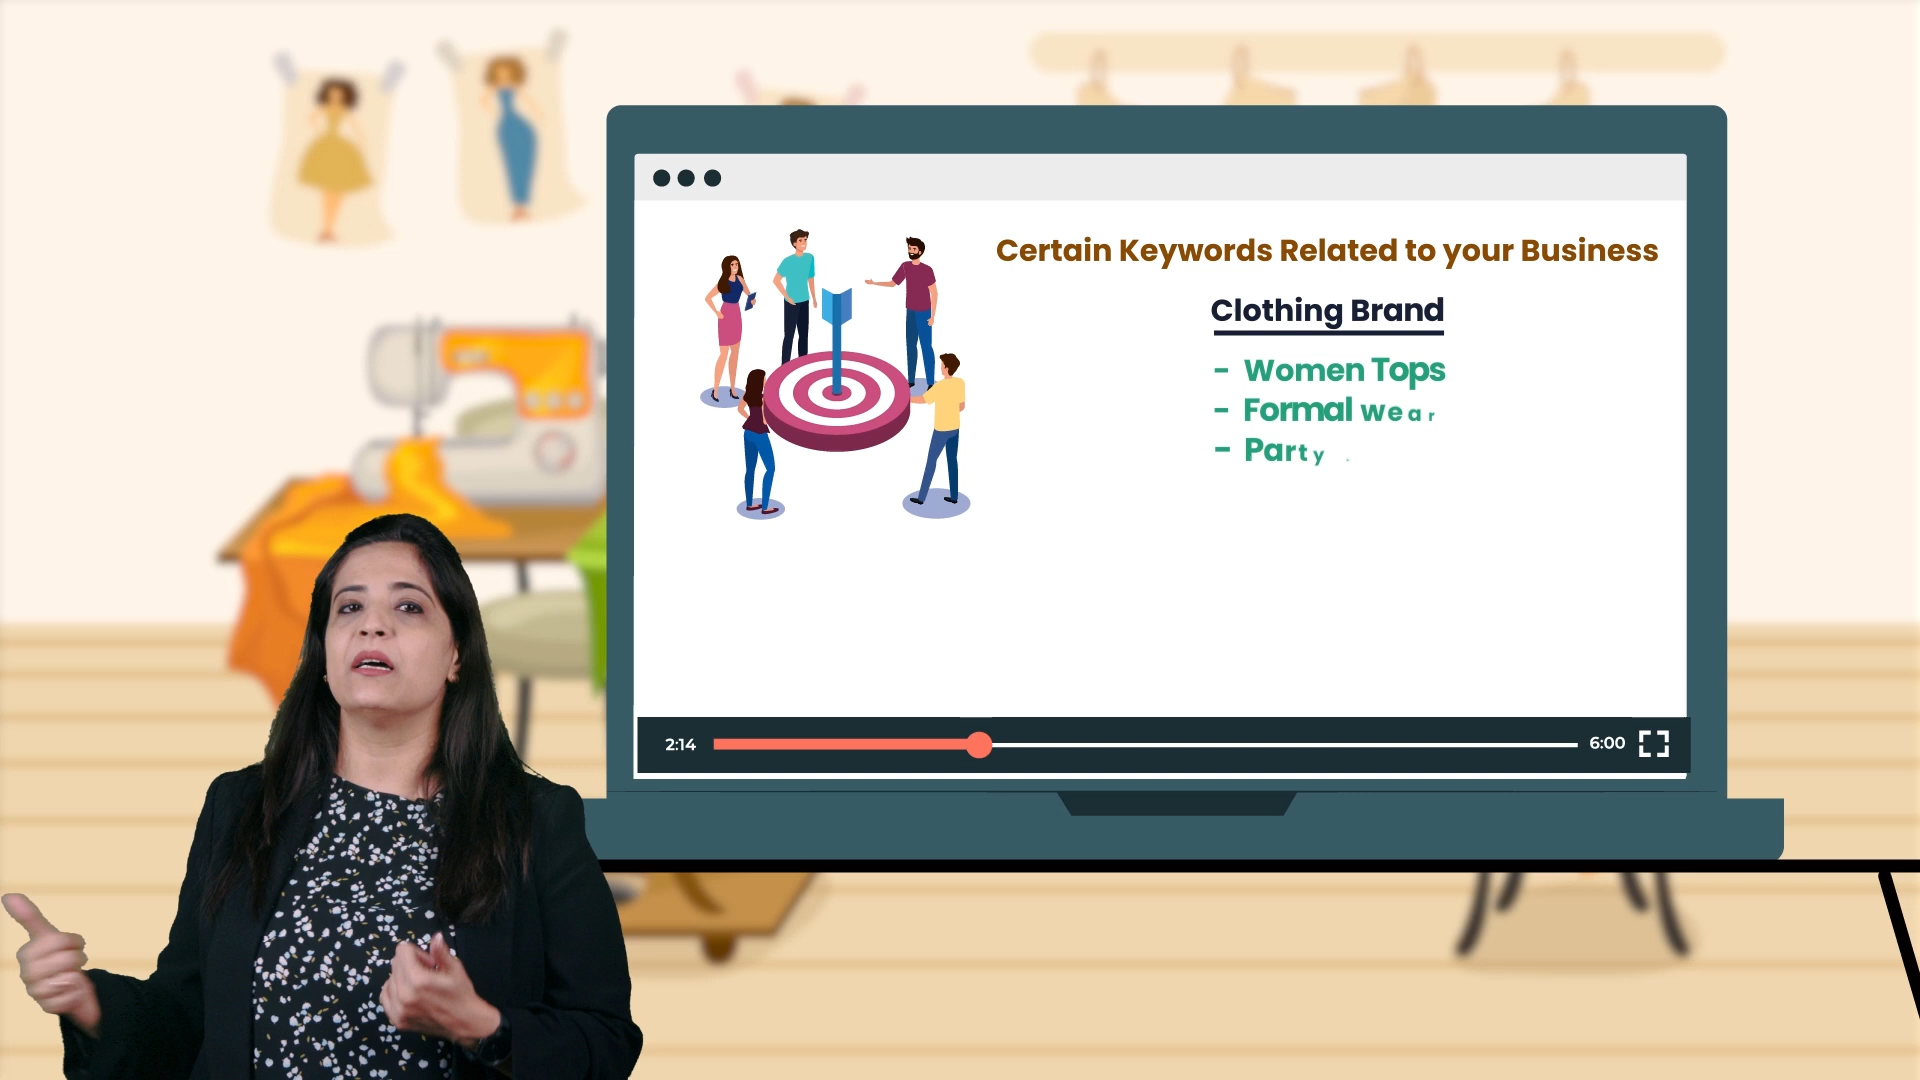 Certain Keywords Related to your Business
Clothing Brand
- Women Tops
- Formal Wear
- Party
2:14
6:00